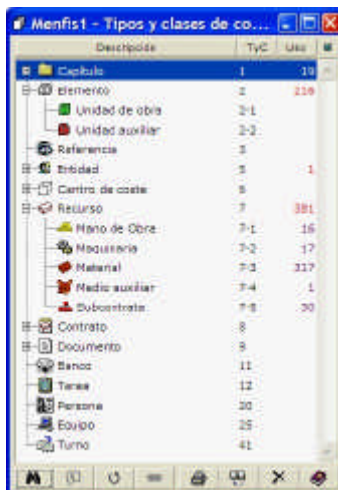 Menfis1 - Tipos y clases de co...
Descripción TyC Uso
Capítulo 1 19
Elemento 2 216
Unidad de obra 2-1
Unidad auxiliar 2-2
Referencia 3
Entidad 5 1
Centro de coste 6
Recurso 7 381
Mano de Obra 7-1 16
Maquinaria 7-2 17
Material 7-3 317
Medio auxiliar 7-4 1
Subcontrata 7-5 30
Contrato 8
Documento 9
Banco 11
Tarea 12
Persona 20
Equipo 25
Turno 41